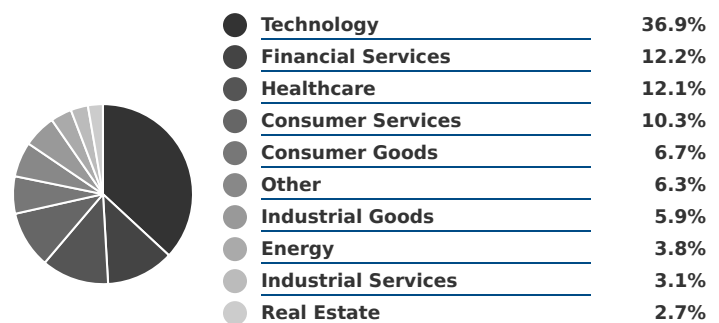 Technology 36.9%
Financial Services 12.2%
Healthcare 12.1%
Consumer Services 10.3%
Consumer Goods 6.7%
Other 6.3%
Industrial Goods 5.9%
Energy 3.8%
Industrial Services 3.1%
Real Estate 2.7%